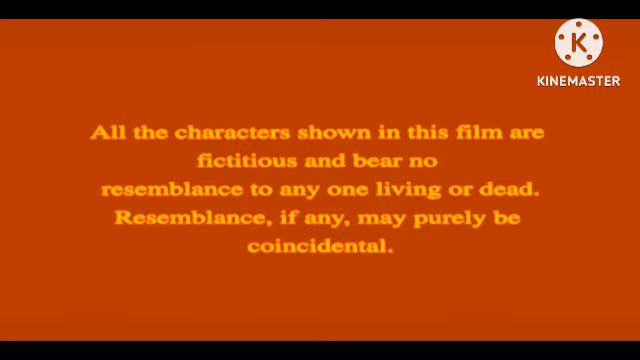 KINEMASTER
All the characters shown in this film are
fictitious and bear no
resemblance to any one living or dead.
Resemblance, if any, may purely be
coincidental.